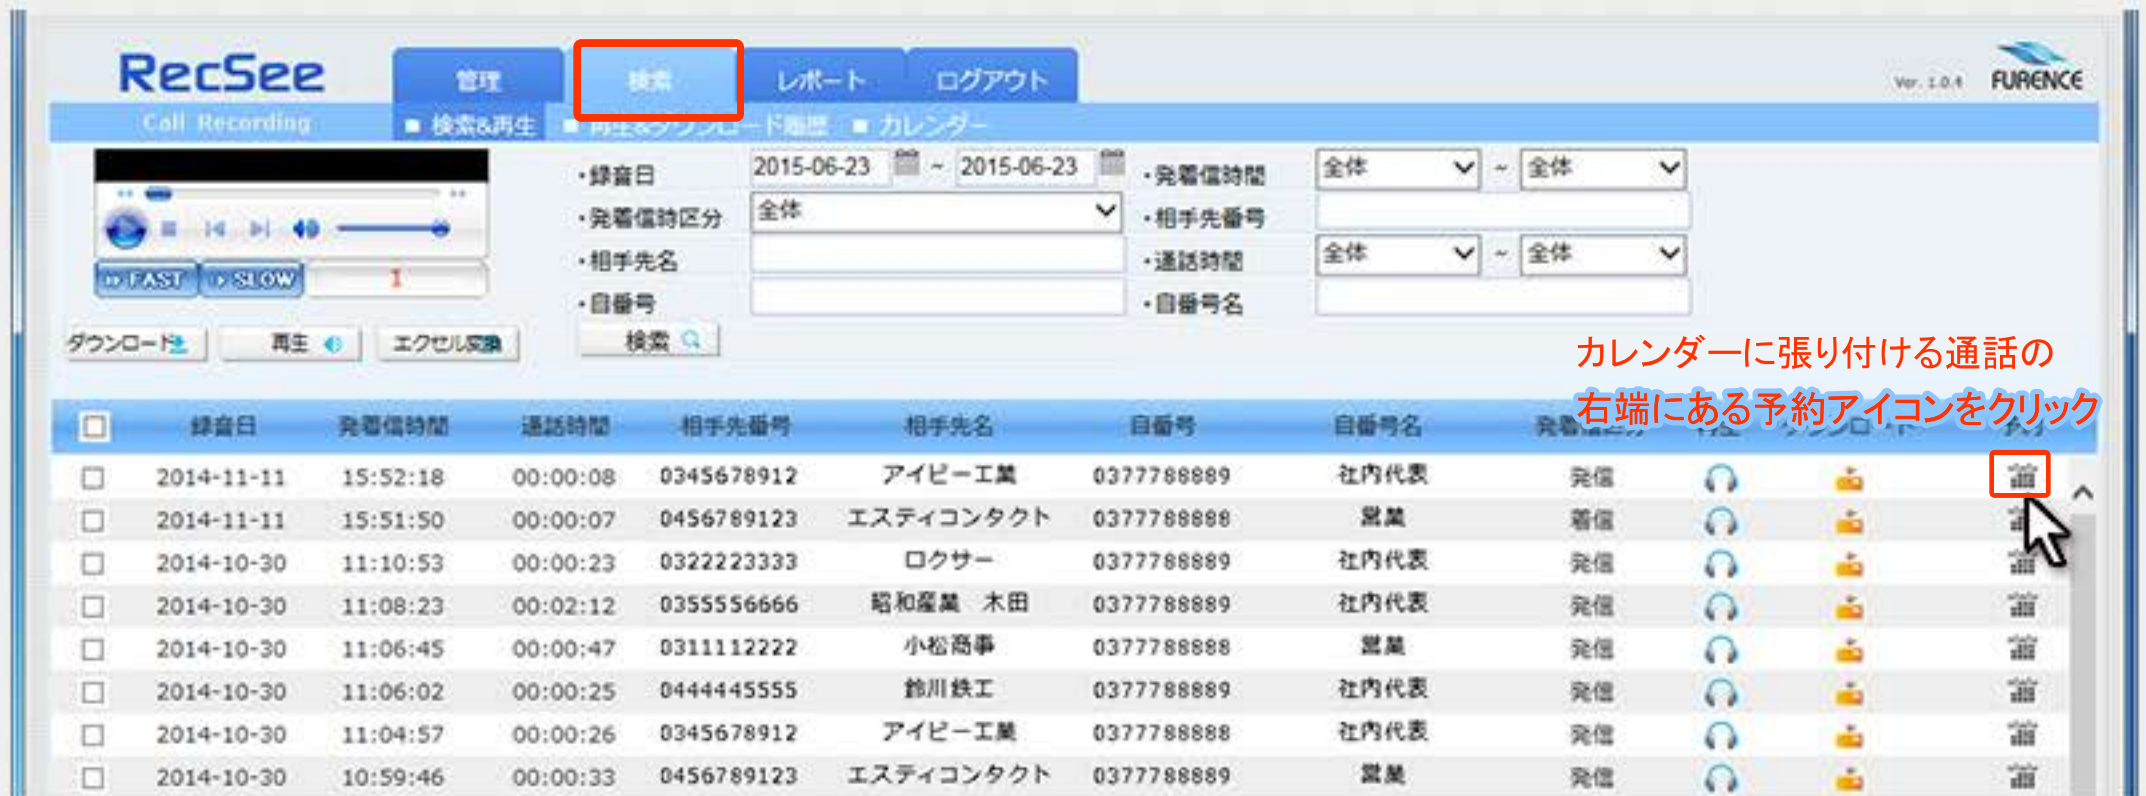 RecSee
管理 検索 レポート ログアウト
Ver. 1.0.4 FURENCE
Call Recording
■ 検索&再生 ■ 再生&ダウンロード履歴 ■ カレンダー
・録音日 2015-06-23 ~ 2015-06-23 ・発着信時間 全体 ~ 全体
・発着信時区分 全体 ・相手先番号
・相手先名 ・通話時間 全体 ~ 全体
FAST SLOW 1
・自番号 ・自番号名
ダウンロード 再生 エクセル変換 検索
カレンダーに張り付ける通話の
右端にある予約アイコンをクリック
録音日 発着信時間 通話時間 相手先番号 相手先名 自番号 自番号名
2014-11-11 15:52:18 00:00:08 0345678912 アイピー工業 0377788889 社内代表 発信
2014-11-11 15:51:50 00:00:07 0456789123 エスティコンタクト 0377788888 営業 着信
2014-10-30 11:10:53 00:00:23 0322223333 ロクサー 0377788889 社内代表 発信
2014-10-30 11:08:23 00:02:12 0355556666 昭和産業 木田 0377788889 社内代表 発信
2014-10-30 11:06:45 00:00:47 0311112222 小松商事 0377788888 営業 発信
2014-10-30 11:06:02 00:00:25 0444445555 鈴川鉄工 0377788889 社内代表 発信
2014-10-30 11:04:57 00:00:26 0345678912 アイピー工業 0377788888 社内代表 発信
2014-10-30 10:59:46 00:00:33 0456789123 エスティコンタクト 0377788889 営業 発信